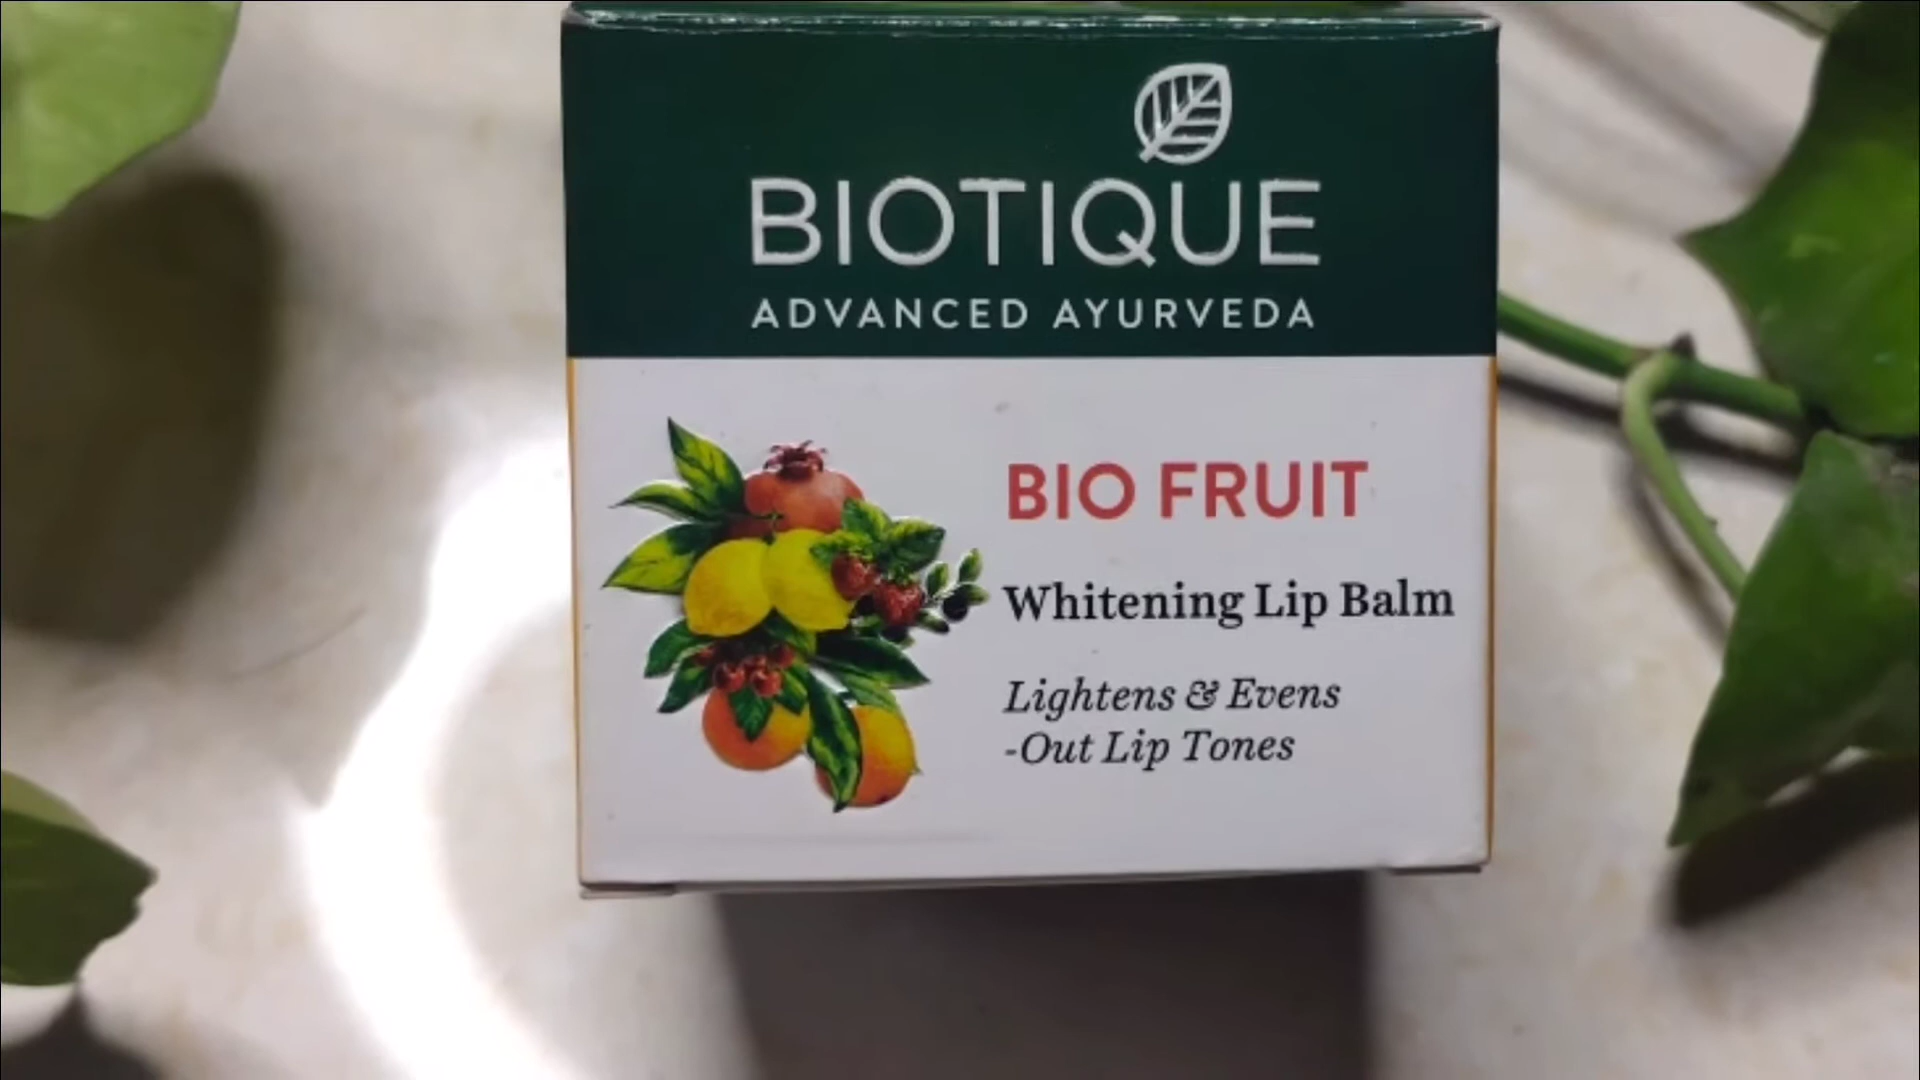 BIOTIQUE
ADVANCED AYURVEDA
BIO FRUIT
Whitening Lip Balm
Lightens & Evens
-Out Lip Tones